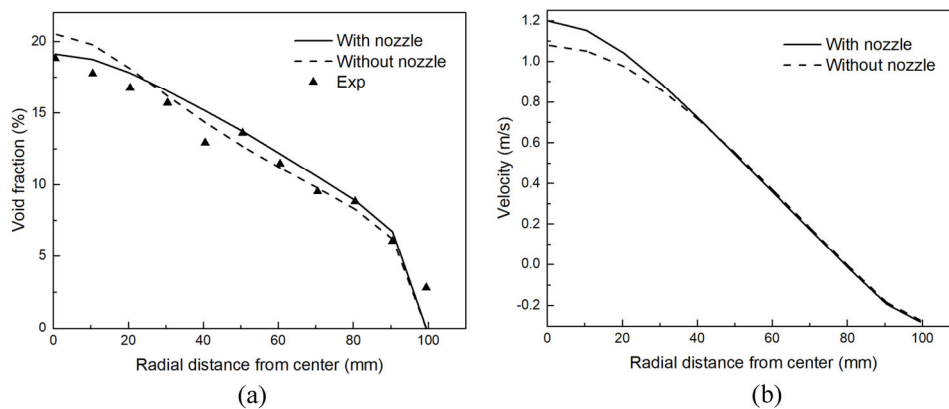 With nozzle
Without nozzle
Exp
Void fraction (%)
20
15
10
5
0
0 20 40 60 80 100
Radial distance from center (mm)
(a)
With nozzle
Without nozzle
Velocity (m/s)
1.2
1.0
0.8
0.6
0.4
0.2
0.0
-0.2
0 20 40 60 80 100
Radial distance from center (mm)
(b)